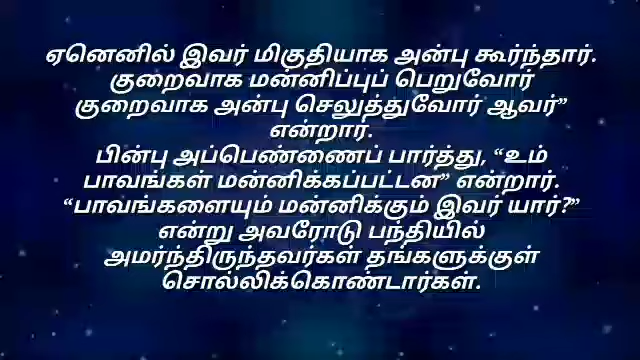 ஏனெனில் இவர் மிகுதியாக அன்பு கூர்ந்தார்.
குறைவாக மன்னிப்புப் பெறுவோர்
குறைவாக அன்பு செலுத்துவோர் ஆவர்”
என்றார்.
பின்பு அப்பெண்ணைப் பார்த்து, “உம்
பாவங்கள் மன்னிக்கப்பட்டன” என்றார்.
“பாவங்களையும் மன்னிக்கும் இவர் யார்?”
என்று அவரோடு பந்தியில்
அமர்ந்திருந்தவர்கள் தங்களுக்குள்
சொல்லிக்கொண்டார்கள்.